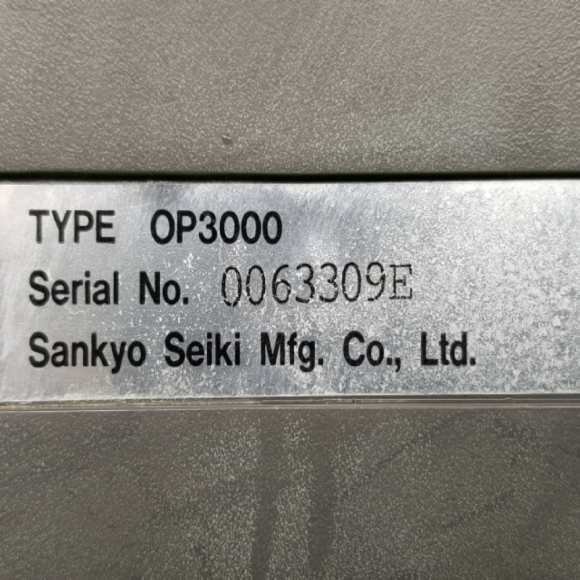 TYPE OP3000
Serial No. 0063309E
Sankyo Seiki Mfg. Co., Ltd.